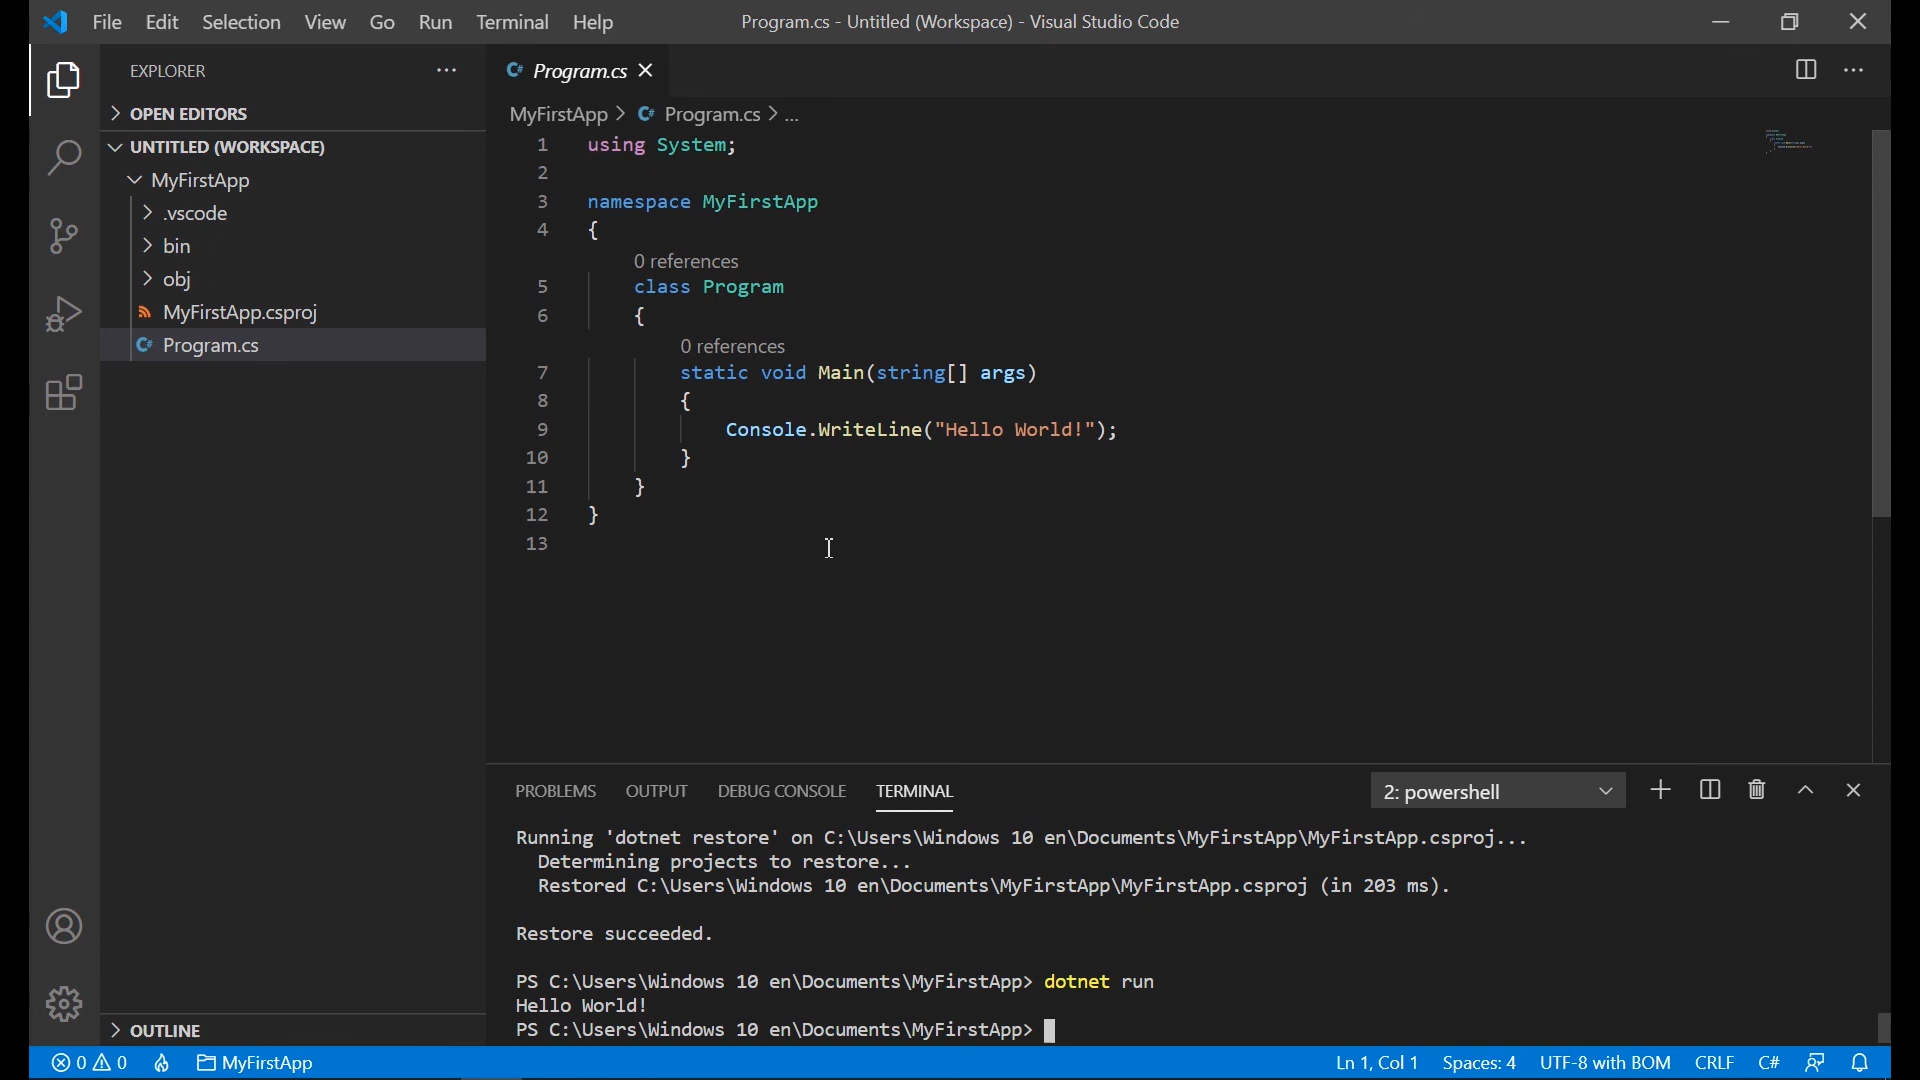 File Edit Selection View Go Run Terminal Help Program.cs - Untitled (Workspace) - Visual Studio Code
EXPLORER
OPEN EDITORS
UNTITLED (WORKSPACE)
MyFirstApp
.vscode
bin
obj
MyFirstApp.csproj
C# Program.cs
OUTLINE
C# Program.cs
MyFirstApp > C# Program.cs > ...
1 using System;
2
3 namespace MyFirstApp
4 {
0 references
5 class Program
6 {
0 references
7 static void Main(string[] args)
8 {
9 Console.WriteLine("Hello World!");
10 }
11 }
12 }
13
PROBLEMS OUTPUT DEBUG CONSOLE TERMINAL 2: powershell
Running 'dotnet restore' on C:\Users\Windows 10 en\Documents\MyFirstApp\MyFirstApp.csproj...
Determining projects to restore...
Restored C:\Users\Windows 10 en\Documents\MyFirstApp\MyFirstApp.csproj (in 203 ms).
Restore succeeded.
PS C:\Users\Windows 10 en\Documents\MyFirstApp> dotnet run
Hello World!
PS C:\Users\Windows 10 en\Documents\MyFirstApp>
0 0 MyFirstApp Ln 1, Col 1 Spaces: 4 UTF-8 with BOM CRLF C#